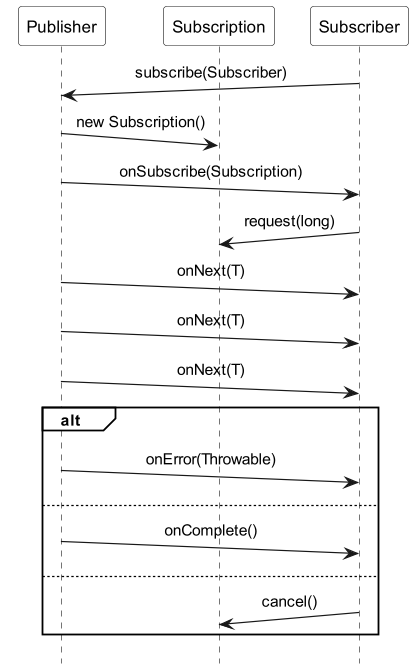 Publisher
Subscription
Subscriber
subscribe(Subscriber)
new Subscription()
onSubscribe(Subscription)
request(long)
onNext(T)
onNext(T)
onNext(T)
alt
onError(Throwable)
onComplete()
cancel()